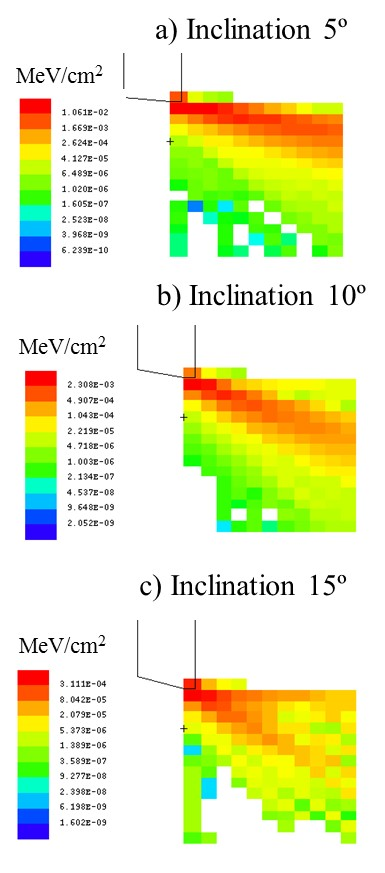 a) Inclination 5º
MeV/cm2
1.061E-02
1.669E-03
2.624E-04
4.127E-05
6.489E-06
1.020E-06
1.605E-07
2.523E-08
3.968E-09
6.239E-10
b) Inclination 10º
MeV/cm2
2.308E-03
4.907E-04
1.043E-04
2.219E-05
4.718E-06
1.003E-06
2.134E-07
4.537E-08
9.648E-09
2.052E-09
c) Inclination 15º
MeV/cm2
3.111E-04
8.042E-05
2.079E-05
5.373E-06
1.389E-06
3.589E-07
9.277E-08
2.398E-08
6.198E-09
1.602E-09